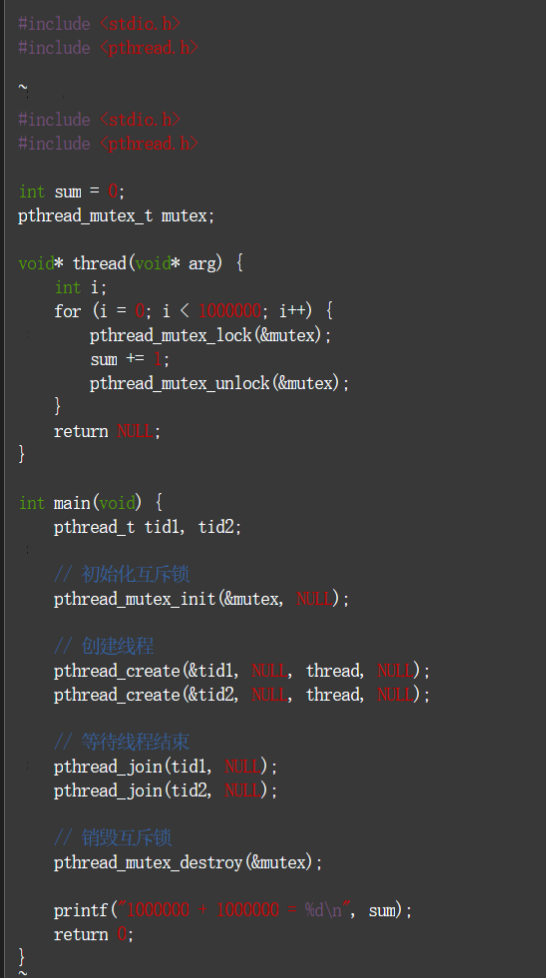 #include <stdio.h>
#include <pthread.h>
~
#include <stdio.h>
#include <pthread.h>
int sum = 0;
pthread_mutex_t mutex;
void* thread(void* arg) {
int i;
for (i = 0; i < 1000000; i++) {
pthread_mutex_lock(&mutex);
sum += 1;
pthread_mutex_unlock(&mutex);
}
return NULL;
}
int main(void) {
pthread_t tid1, tid2;
// 初始化互斥锁
pthread_mutex_init(&mutex, NULL);
// 创建线程
pthread_create(&tid1, NULL, thread, NULL);
pthread_create(&tid2, NULL, thread, NULL);
// 等待线程结束
pthread_join(tid1, NULL);
pthread_join(tid2, NULL);
// 销毁互斥锁
pthread_mutex_destroy(&mutex);
printf("1000000 + 1000000 = %d\n", sum);
return 0;
}
~